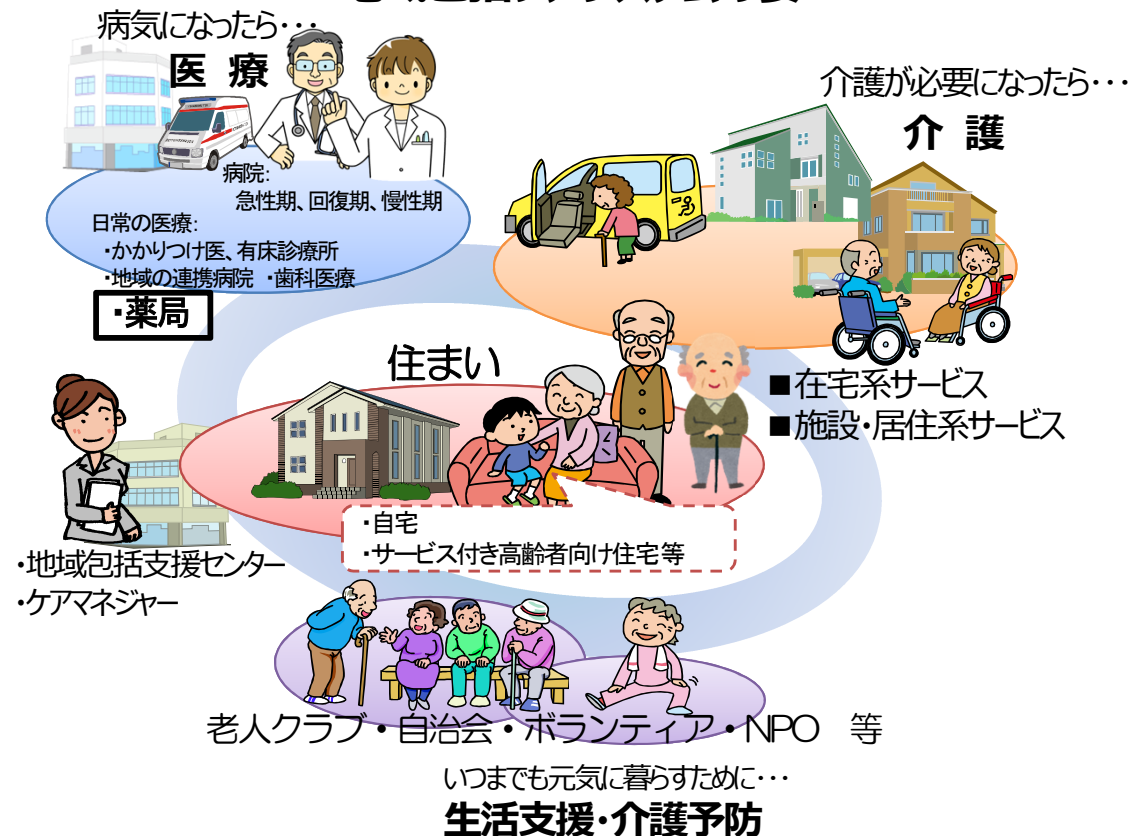 病気になったら・・・
医 療
病院:
急性期、回復期、慢性期
日常の医療:
・かかりつけ医、有床診療所
・地域の連携病院 ・歯科医療
・薬局
介護が必要になったら・・・
介 護
■在宅系サービス
■施設・居住系サービス
住まい
・自宅
・サービス付き高齢者向け住宅等
・地域包括支援センター
・ケアマネジャー
老人クラブ・自治会・ボランティア・NPO 等
いつまでも元気に暮らすために・・・
生活支援・介護予防